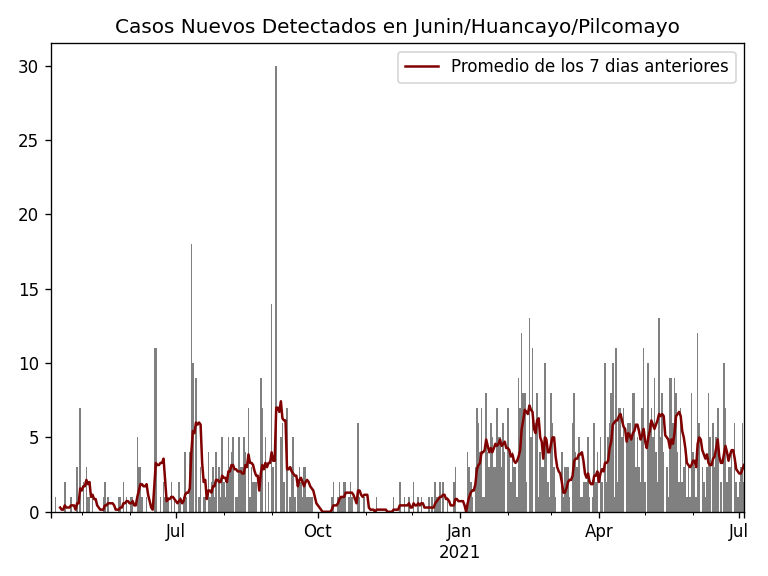 Casos Nuevos Detectados en Junin/Huancayo/Pilcomayo
Promedio de los 7 dias anteriores
30
25
20
15
10
5
0
Jul
Oct
Jan
2021
Apr
Jul